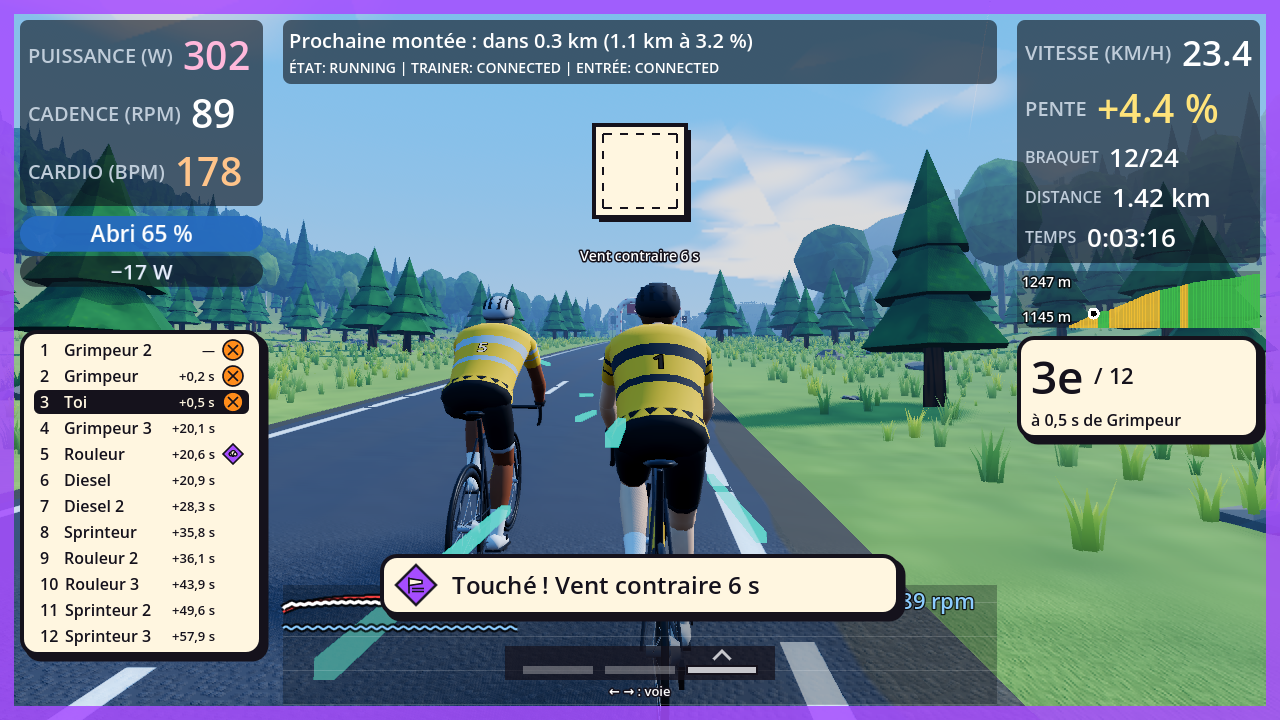 PUISSANCE (W) 302
CADENCE (RPM) 89
CARDIO (BPM) 178
Abri 65 %
−17 W
Prochaine montée : dans 0.3 km (1.1 km à 3.2 %)
ÉTAT: RUNNING | TRAINER: CONNECTED | ENTRÉE: CONNECTED
VITESSE (KM/H) 23.4
PENTE +4.4 %
BRAQUET 12/24
DISTANCE 1.42 km
TEMPS 0:03:16
1247 m
1145 m
3e / 12
à 0,5 s de Grimpeur
Vent contraire 6 s
1 Grimpeur 2 —
2 Grimpeur +0,2 s
3 Toi +0,5 s
4 Grimpeur 3 +20,1 s
5 Rouleur +20,6 s
6 Diesel +20,9 s
7 Diesel 2 +28,3 s
8 Sprinteur +35,8 s
9 Rouleur 2 +36,1 s
10 Rouleur 3 +43,9 s
11 Sprinteur 2 +49,6 s
12 Sprinteur 3 +57,9 s
5
1
Touché ! Vent contraire 6 s
89 rpm
← → : voie